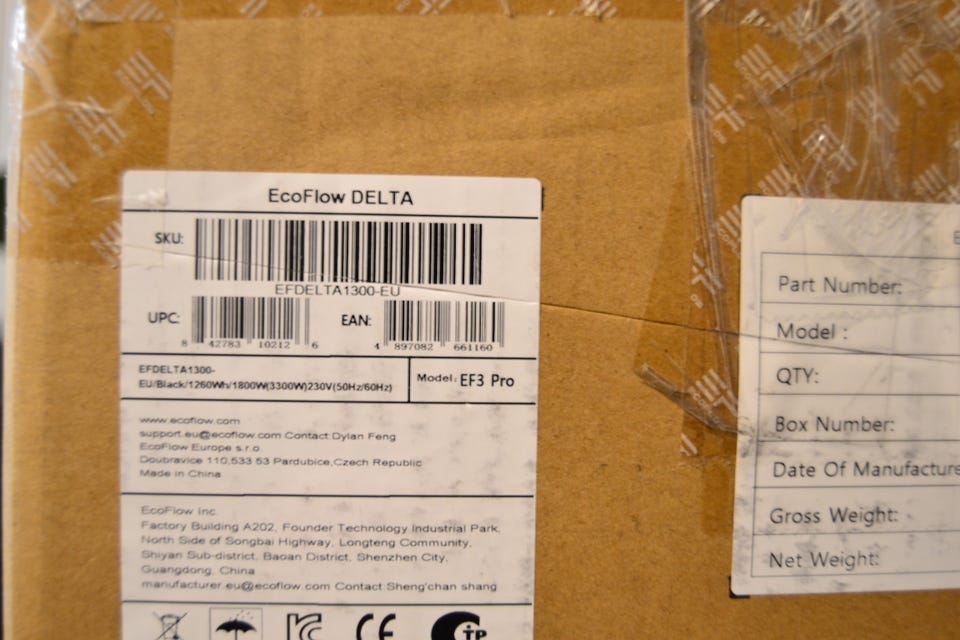 EcoFlow DELTA
SKU:
EFDELTA1300-EU
UPC:
8 42783 10212 6
EAN:
4 897082 661160
EFDELTA1300-
EU/Black/1260Wh/1800W(3300W)230V(50Hz/60Hz)
Model: EF3 Pro
www.ecoflow.com
support.eu@ecoflow.com Contact:Dylan Feng
EcoFlow Europe s.r.o.
Doubravice 110,533 53 Pardubice,Czech Republic
Made in China
EcoFlow Inc.
Factory Building A202, Founder Technology Industrial Park,
North Side of Songbai Highway, Longteng Community,
Shiyan Sub-district, Baoan District, Shenzhen City,
Guangdong, China
manufacturer.eu@ecoflow.com Contact:Sheng'chan shang
CE
Part Number:
Model :
QTY:
Box Number:
Date Of Manufacture
Gross Weight:
Net Weight: